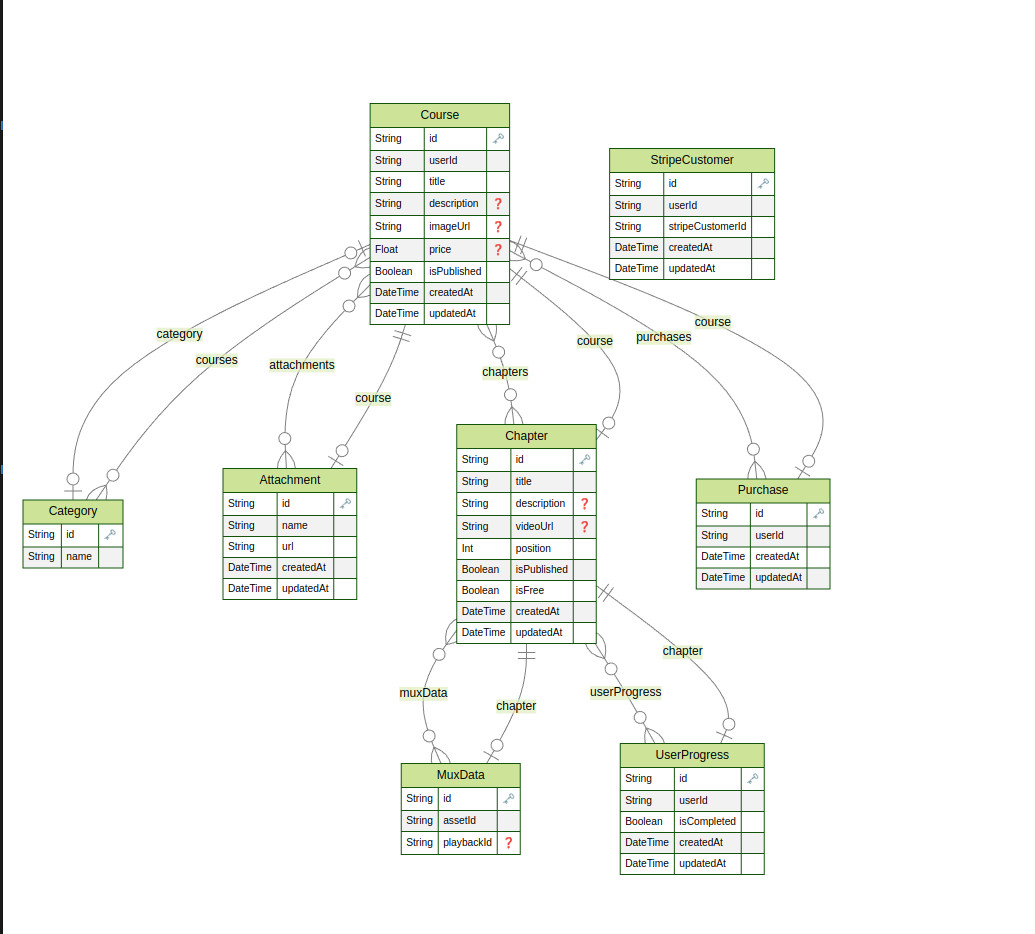 Course
String id
String userId
String title
String description ?
String imageUrl ?
Float price ?
Boolean isPublished
DateTime createdAt
DateTime updatedAt
StripeCustomer
String id
String userId
String stripeCustomerId
DateTime createdAt
DateTime updatedAt
category
courses
attachments
course
chapters
course
purchases
course
Category
String id
String name
Attachment
String id
String name
String url
DateTime createdAt
DateTime updatedAt
Chapter
String id
String title
String description ?
String videoUrl ?
Int position
Boolean isPublished
Boolean isFree
DateTime createdAt
DateTime updatedAt
Purchase
String id
String userId
DateTime createdAt
DateTime updatedAt
muxData
chapter
userProgress
chapter
MuxData
String id
String assetId
String playbackId ?
UserProgress
String id
String userId
Boolean isCompleted
DateTime createdAt
DateTime updatedAt